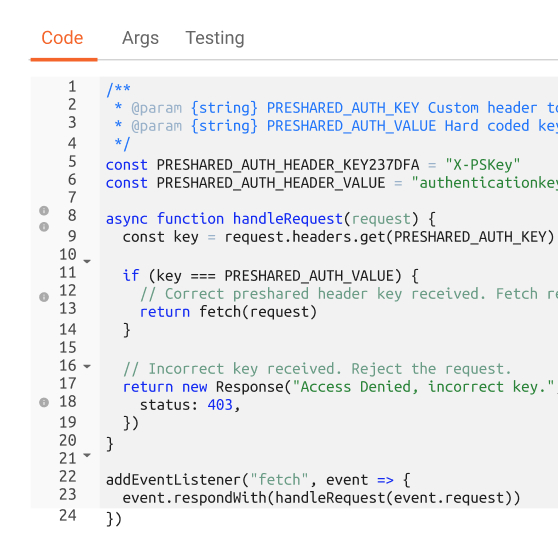 Code Args Testing
1 /**
2 * @param {string} PRESHARED_AUTH_KEY Custom header to
3 * @param {string} PRESHARED_AUTH_VALUE Hard coded key
4 */
5 const PRESHARED_AUTH_HEADER_KEY237DFA = "X-PSKey"
6 const PRESHARED_AUTH_HEADER_VALUE = "authenticationkey
7
8 async function handleRequest(request) {
9 const key = request.headers.get(PRESHARED_AUTH_KEY)
10
11 if (key === PRESHARED_AUTH_VALUE) {
12 // Correct preshared header key received. Fetch re
13 return fetch(request)
14 }
15
16 // Incorrect key received. Reject the request.
17 return new Response("Access Denied, incorrect key.",
18 status: 403,
19 })
20 }
21
22 addEventListener("fetch", event => {
23 event.respondWith(handleRequest(event.request))
24 })